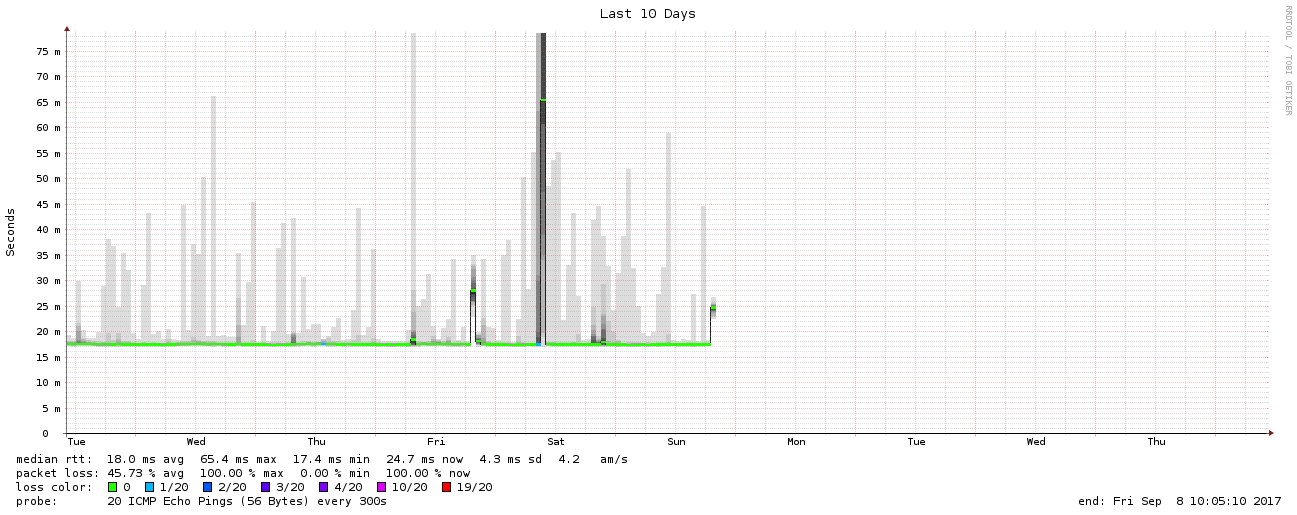 Last 10 Days
RRDTOOL / TOBI OETIKER
Seconds
75 m
70 m
65 m
60 m
55 m
50 m
45 m
40 m
35 m
30 m
25 m
20 m
15 m
10 m
5 m
0
Tue Wed Thu Fri Sat Sun Mon Tue Wed Thu
median rtt: 18.0 ms avg 65.4 ms max 17.4 ms min 24.7 ms now 4.3 ms sd 4.2 am/s
packet loss: 45.73 % avg 100.00 % max 0.00 % min 100.00 % now
loss color: 0 1/20 2/20 3/20 4/20 10/20 19/20
probe: 20 ICMP Echo Pings (56 Bytes) every 300s end: Fri Sep 8 10:05:10 2017